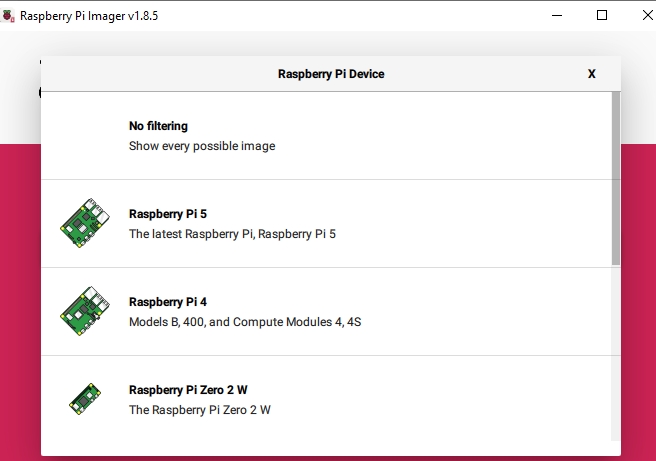 Raspberry Pi Imager v1.8.5
Raspberry Pi Device
X
No filtering
Show every possible image
Raspberry Pi 5
The latest Raspberry Pi, Raspberry Pi 5
Raspberry Pi 4
Models B, 400, and Compute Modules 4, 4S
Raspberry Pi Zero 2 W
The Raspberry Pi Zero 2 W